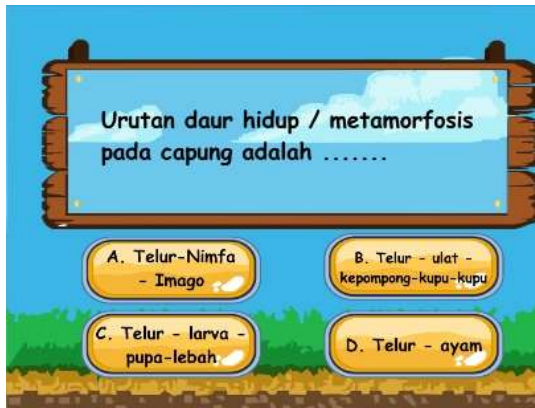 Urutan daur hidup / metamorfosis
pada capung adalah .......
A. Telur-Nimfa
- Imago
B. Telur - ulat -
kepompong-kupu-kupu
C. Telur - larva -
pupa-lebah
D. Telur - ayam